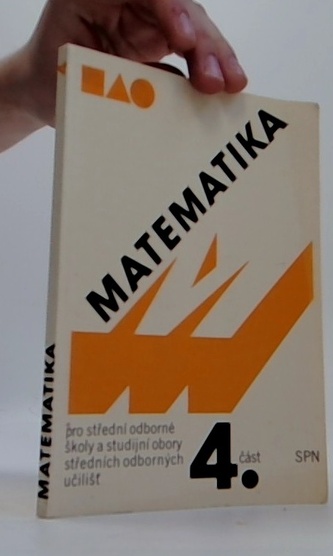 MATEMATIKA
MATEMATIKA
pro střední odborné
školy a studijní obory
středních odborných
učilišť
4. část
SPN